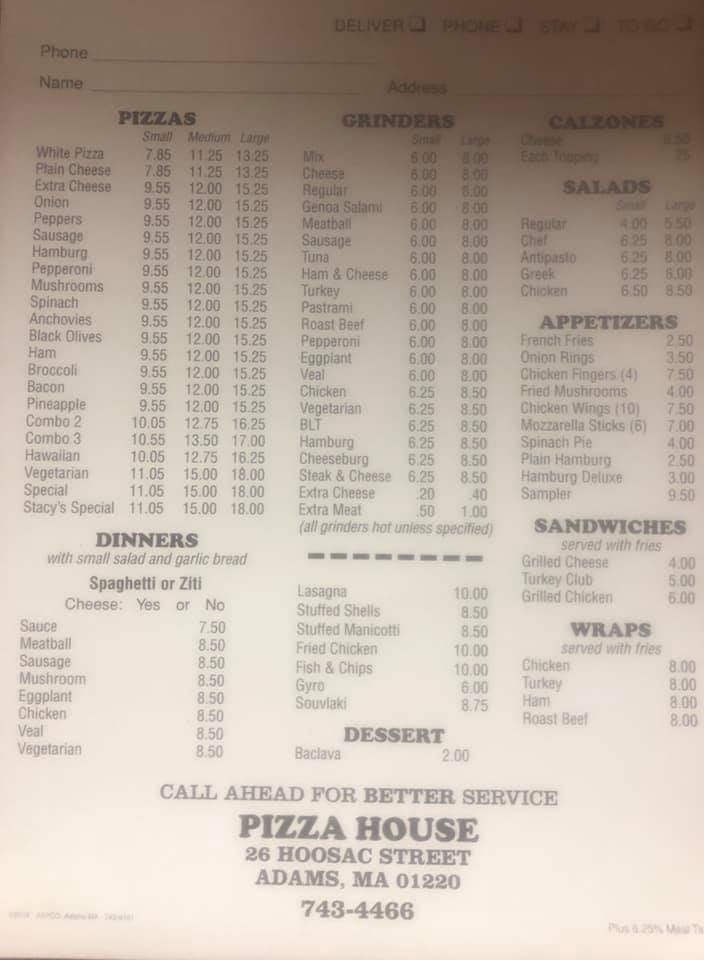 DELIVER ❑ PHONE ❑ STAY ❑ TO GO ❑
Phone
Name Address
PIZZAS
Small Medium Large
White Pizza 7.85 11.25 13.25
Plain Cheese 7.85 11.25 13.25
Extra Cheese 9.55 12.00 15.25
Onion 9.55 12.00 15.25
Peppers 9.55 12.00 15.25
Sausage 9.55 12.00 15.25
Hamburg 9.55 12.00 15.25
Pepperoni 9.55 12.00 15.25
Mushrooms 9.55 12.00 15.25
Spinach 9.55 12.00 15.25
Anchovies 9.55 12.00 15.25
Black Olives 9.55 12.00 15.25
Ham 9.55 12.00 15.25
Broccoli 9.55 12.00 15.25
Bacon 9.55 12.00 15.25
Pineapple 9.55 12.00 15.25
Combo 2 10.05 12.75 16.25
Combo 3 10.55 13.50 17.00
Hawaiian 10.05 12.75 16.25
Vegetarian 11.05 15.00 18.00
Special 11.05 15.00 18.00
Stacy's Special 11.05 15.00 18.00
DINNERS
with small salad and garlic bread
Spaghetti or Ziti
Cheese: Yes or No
Sauce 7.50
Meatball 8.50
Sausage 8.50
Mushroom 8.50
Eggplant 8.50
Chicken 8.50
Veal 8.50
Vegetarian 8.50
GRINDERS
Small Large
Mix 6.00 8.00
Cheese 6.00 8.00
Regular 6.00 8.00
Genoa Salami 6.00 8.00
Meatball 6.00 8.00
Sausage 6.00 8.00
Tuna 6.00 8.00
Ham & Cheese 6.00 8.00
Turkey 6.00 8.00
Pastrami 6.00 8.00
Roast Beef 6.00 8.00
Pepperoni 6.00 8.00
Eggplant 6.00 8.00
Veal 6.00 8.00
Chicken 6.25 8.50
Vegetarian 6.25 8.50
BLT 6.25 8.50
Hamburg 6.25 8.50
Cheeseburg 6.25 8.50
Steak & Cheese 6.25 8.50
Extra Cheese .20 .40
Extra Meat .50 1.00
(all grinders hot unless specified)
Lasagna 10.00
Stuffed Shells 8.50
Stuffed Manicotti 8.50
Fried Chicken 10.00
Fish & Chips 10.00
Gyro 6.00
Souvlaki 8.75
DESSERT
Baclava 2.00
CALZONES
Cheese
Each Topping
SALADS
Small Large
Regular 4.00 5.50
Chef 6.25 8.00
Antipasto 6.25 8.00
Greek 6.25 8.00
Chicken 6.50 8.50
APPETIZERS
French Fries 2.50
Onion Rings 3.50
Chicken Fingers (4) 7.50
Fried Mushrooms 4.00
Chicken Wings (10) 7.50
Mozzarella Sticks (6) 7.00
Spinach Pie 4.00
Plain Hamburg 2.50
Hamburg Deluxe 3.00
Sampler 9.50
SANDWICHES
served with fries
Grilled Cheese 4.00
Turkey Club 5.00
Grilled Chicken 6.00
WRAPS
served with fries
Chicken 8.00
Turkey 8.00
Ham 8.00
Roast Beef 8.00
CALL AHEAD FOR BETTER SERVICE
PIZZA HOUSE
26 HOOSAC STREET
ADAMS, MA 01220
743-4466
Plus 6.25% Meal Ta